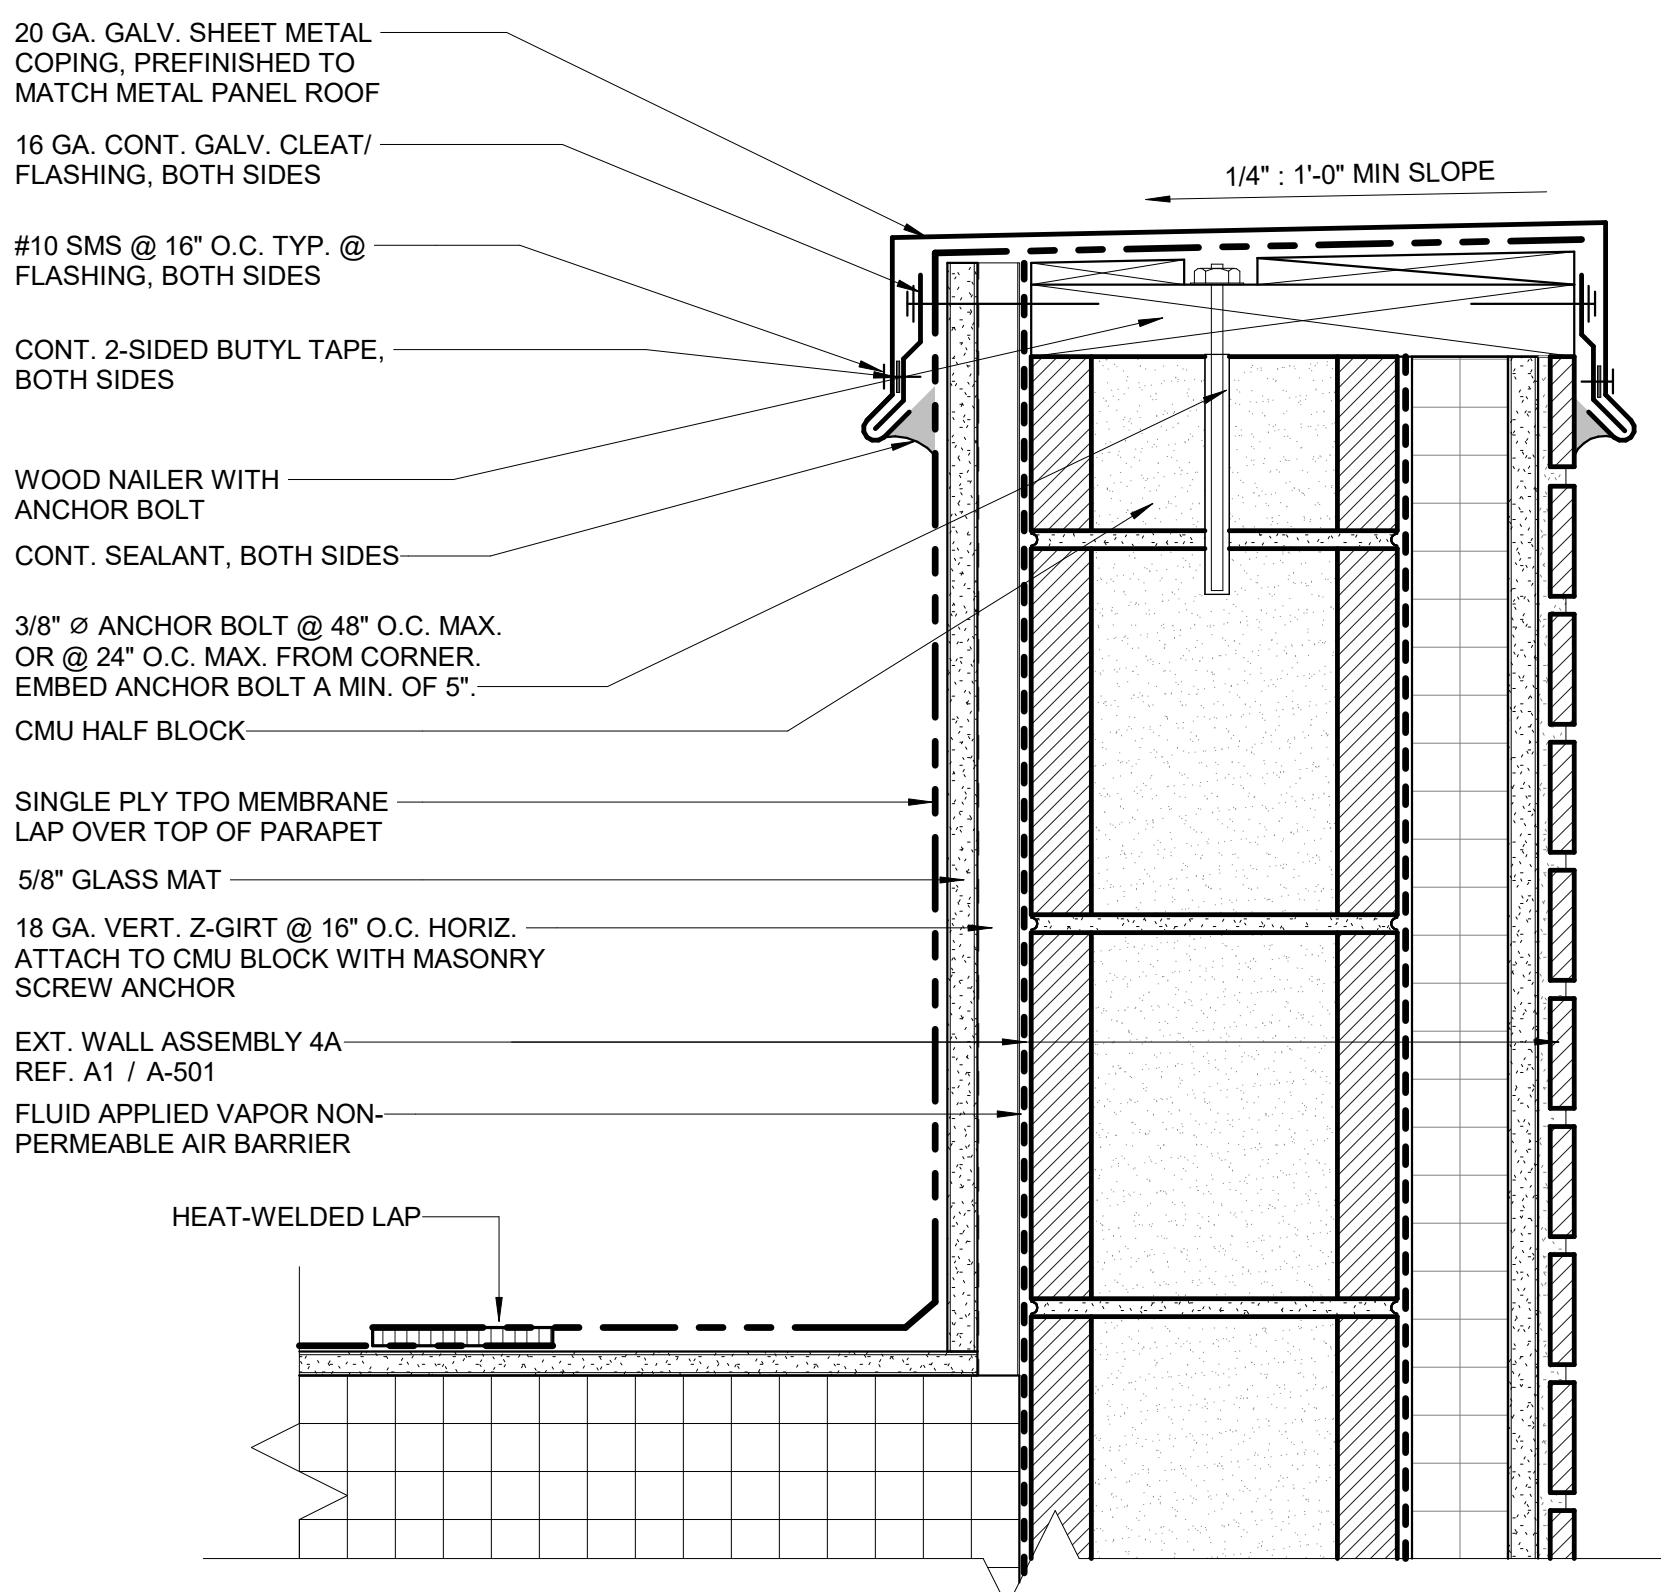 20 GA. GALV. SHEET METAL
COPING, PREFINISHED TO
MATCH METAL PANEL ROOF
16 GA. CONT. GALV. CLEAT/
FLASHING, BOTH SIDES
1/4" : 1'-0" MIN SLOPE
#10 SMS @ 16" O.C. TYP. @
FLASHING, BOTH SIDES
CONT. 2-SIDED BUTYL TAPE,
BOTH SIDES
WOOD NAILER WITH
ANCHOR BOLT
CONT. SEALANT, BOTH SIDES
3/8" Ø ANCHOR BOLT @ 48" O.C. MAX.
OR @ 24" O.C. MAX. FROM CORNER.
EMBED ANCHOR BOLT A MIN. OF 5".
CMU HALF BLOCK
SINGLE PLY TPO MEMBRANE
LAP OVER TOP OF PARAPET
5/8" GLASS MAT
18 GA. VERT. Z-GIRT @ 16" O.C. HORIZ.
ATTACH TO CMU BLOCK WITH MASONRY
SCREW ANCHOR
EXT. WALL ASSEMBLY 4A
REF. A1 / A-501
FLUID APPLIED VAPOR NON-
PERMEABLE AIR BARRIER
HEAT-WELDED LAP